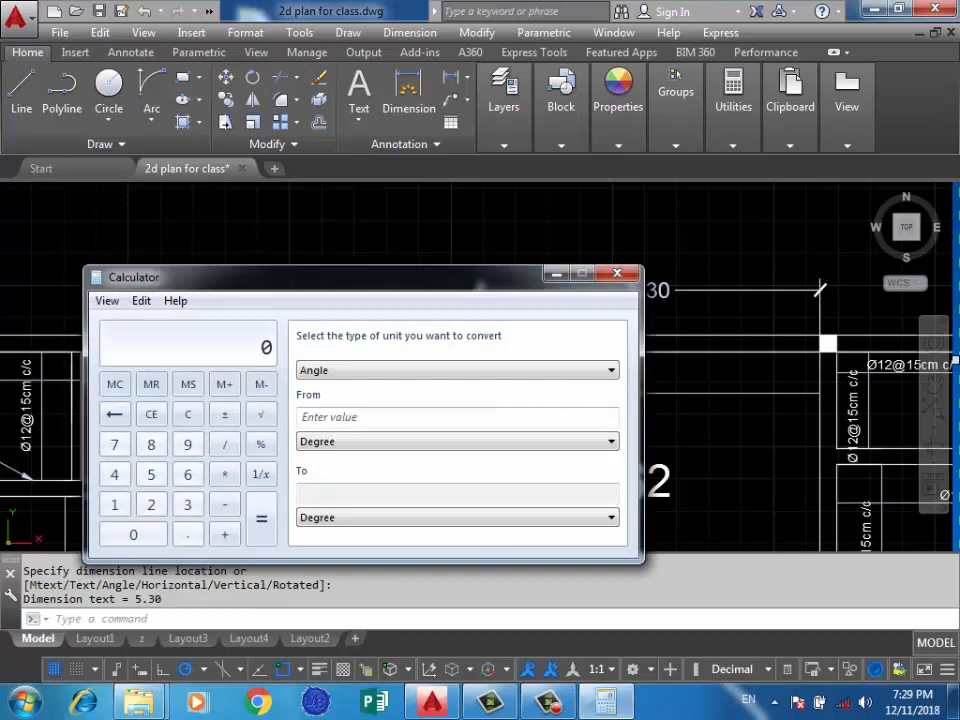 2d plan for class.dwg
Type a keyword or phrase
Sign In
File Edit View Insert Format Tools Draw Dimension Modify Parametric Window Help Express
Home Insert Annotate Parametric View Manage Output Add-ins A360 Express Tools Featured Apps BIM 360 Performance
Line Polyline Circle Arc Text Dimension Layers Block Properties Groups Utilities Clipboard View
Draw Modify Annotation
Start 2d plan for class*
N
W TOP E
S
WCS
30
Calculator
View Edit Help
0
MC MR MS M+ M-
CE C ± √
7 8 9 / %
4 5 6 * 1/x
1 2 3 - =
0 . +
Select the type of unit you want to convert
Angle
From
Enter value
Degree
To
Degree
Ø12@15cm c/c
Ø12@15cm c/
Ø12@15cm c/c
2
15cm c/c
Y
X
Specify dimension line location or
[Mtext/Text/Angle/Horizontal/Vertical/Rotated]:
Dimension text = 5.30
Type a command
Model Layout1 z Layout3 Layout4 Layout2 +
MODEL
1:1 Decimal
EN
7:29 PM
12/11/2018